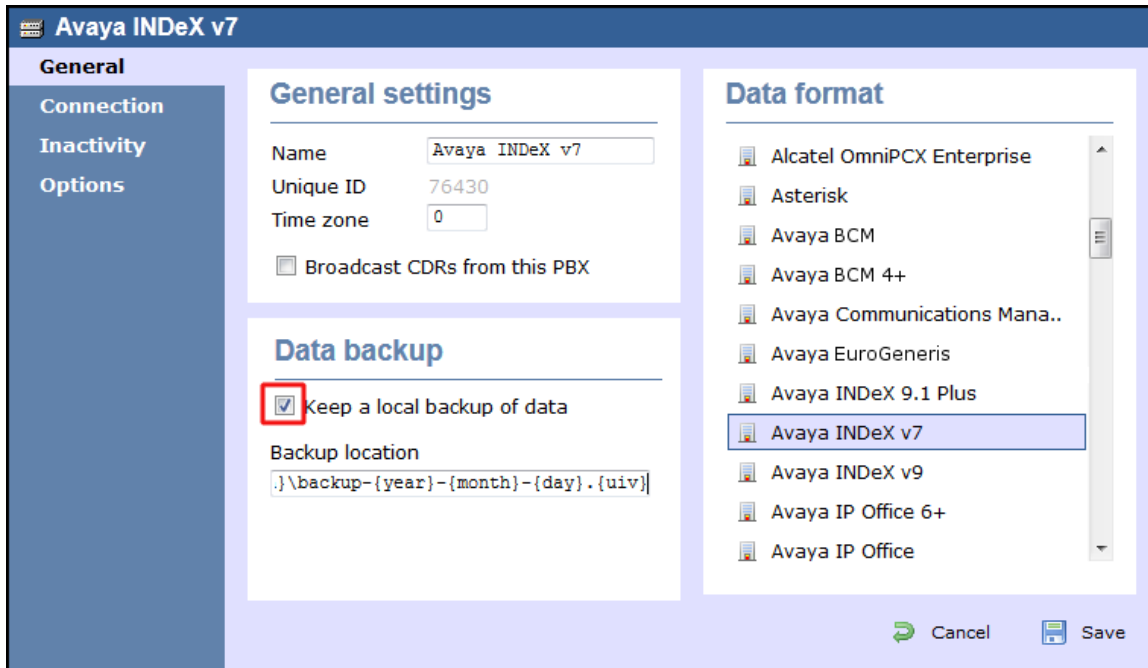 Avaya INDeX v7
General
Connection
Inactivity
Options
General settings
Name
Avaya INDeX v7
Unique ID
76430
Time zone
0
Broadcast CDRs from this PBX
Data backup
Keep a local backup of data
Backup location
.}\backup-{year}-{month}-{day}.{uiv}
Data format
Alcatel OmniPCX Enterprise
Asterisk
Avaya BCM
Avaya BCM 4+
Avaya Communications Mana..
Avaya EuroGeneris
Avaya INDeX 9.1 Plus
Avaya INDeX v7
Avaya INDeX v9
Avaya IP Office 6+
Avaya IP Office
Cancel
Save